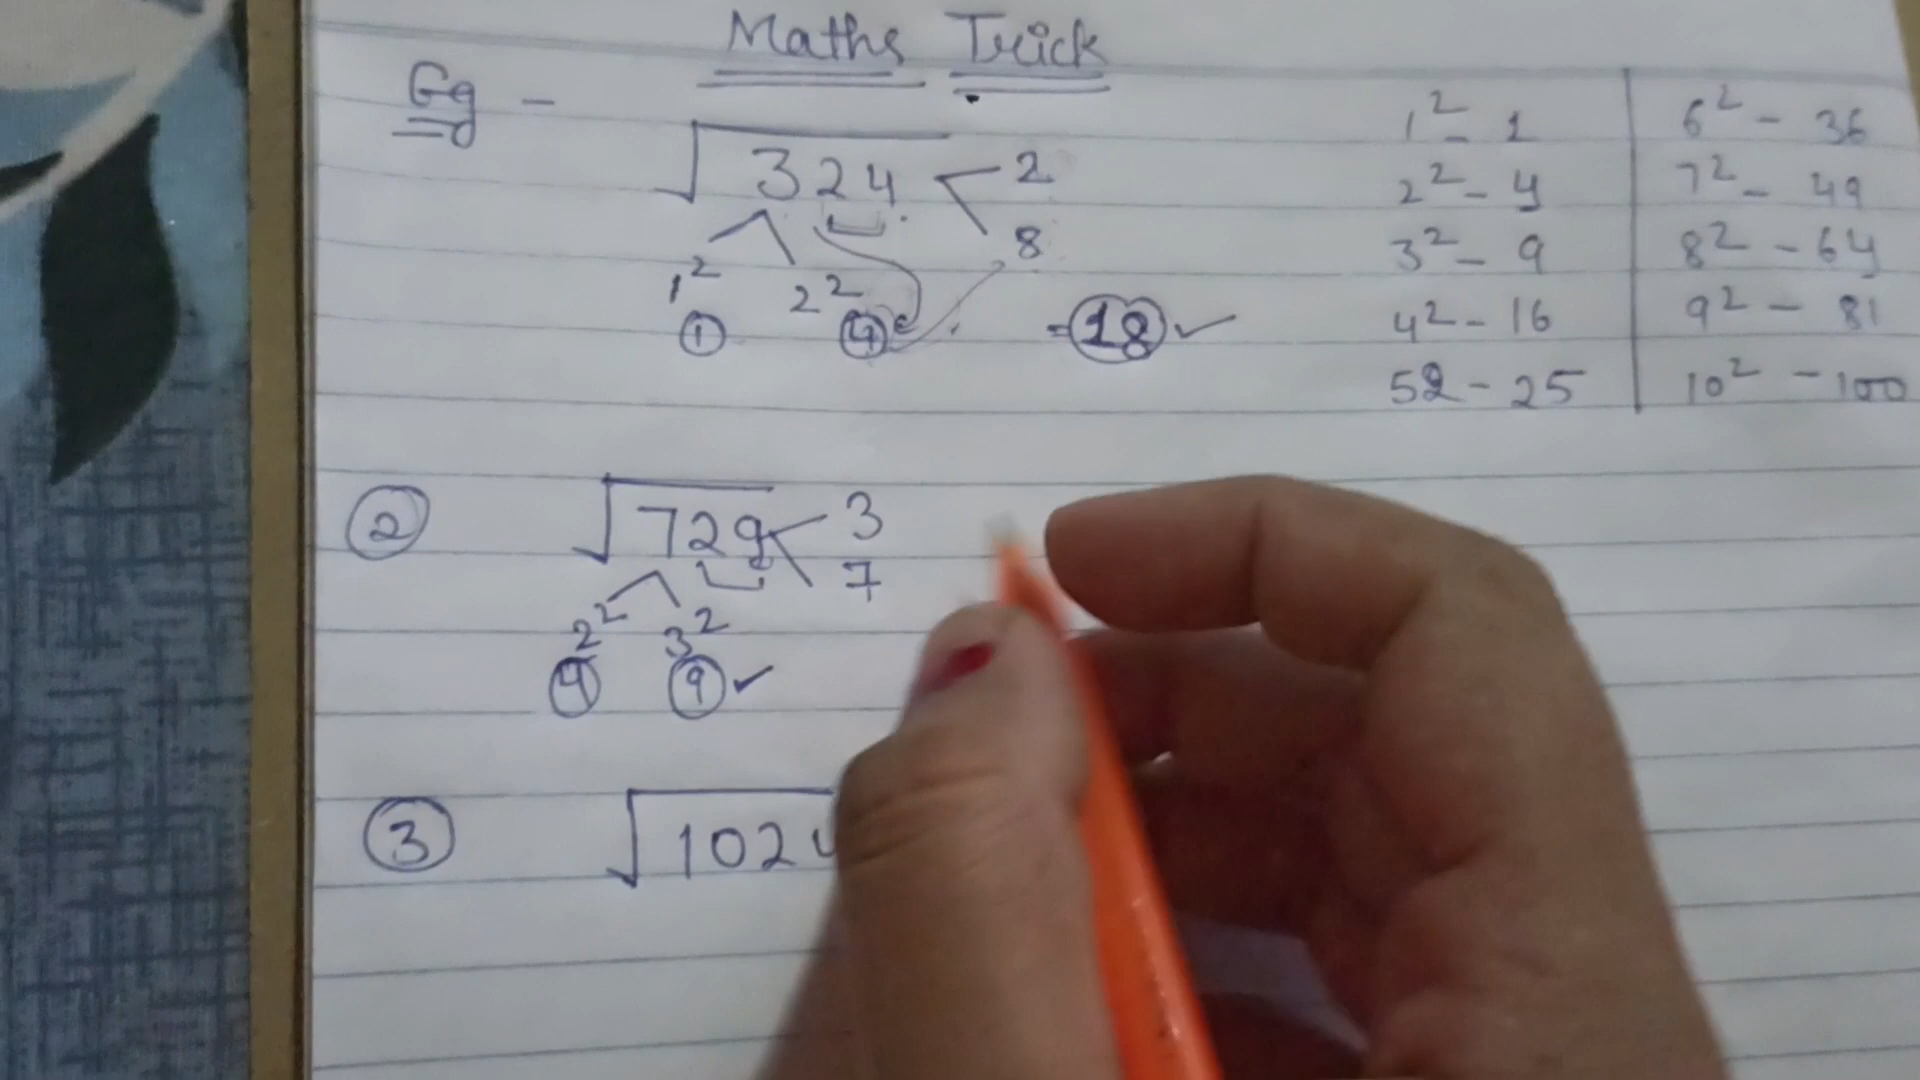 Maths Trick
Eg -
√324 < 2
8
1² 2²
1 4 = 18 ✓
1² - 1
2² - 4
3² - 9
4² - 16
52 - 25
6² - 36
7² - 49
8² - 64
9² - 81
10² - 100
2 √729 < 3
7
2² 3²
4 9 ✓
3 √1024